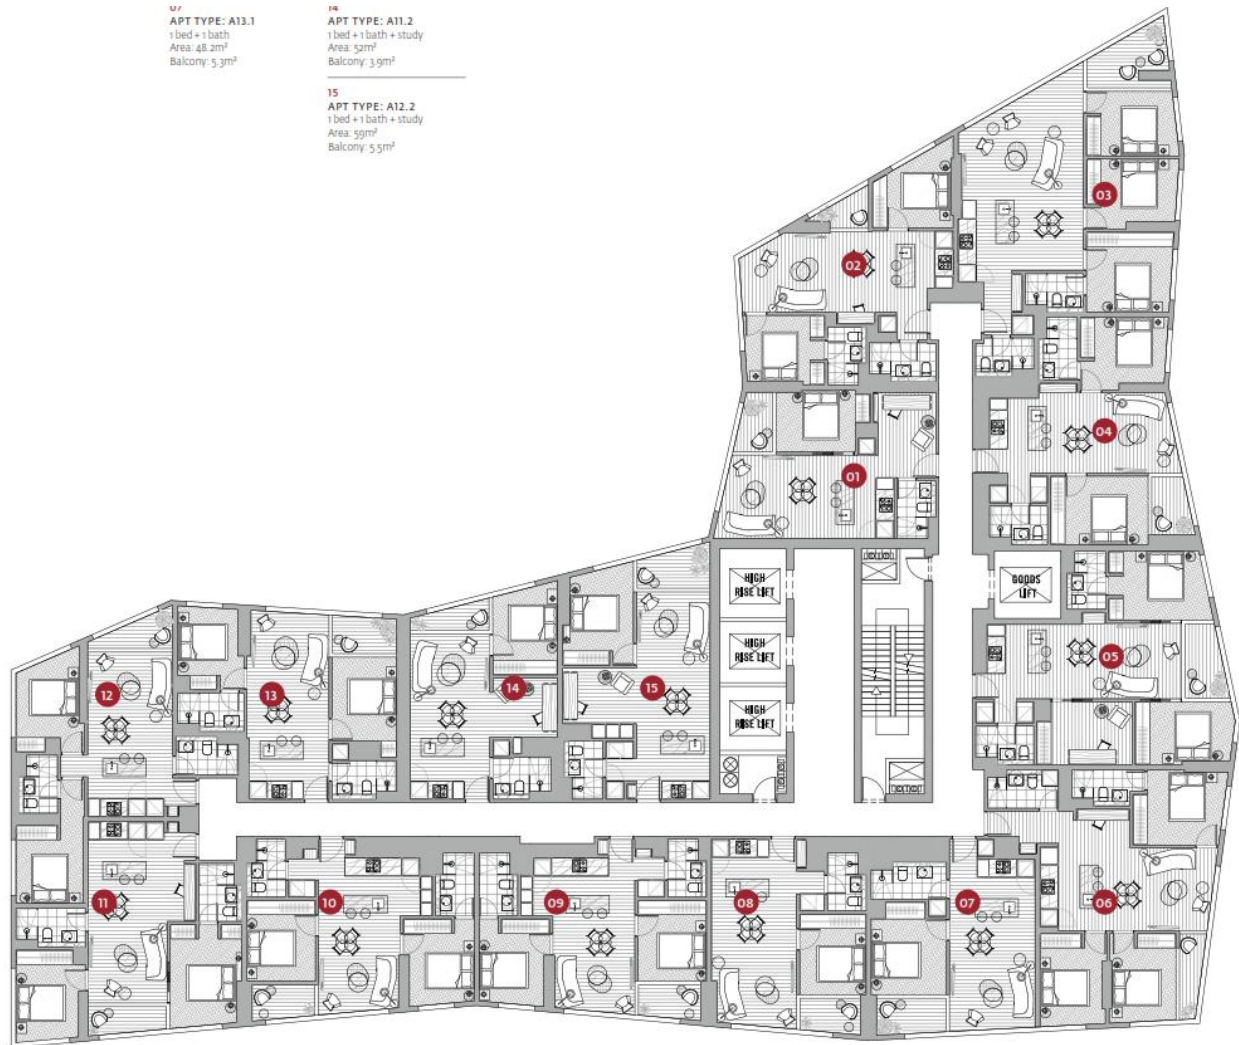 07
APT TYPE: A13.1
1 bed + 1 bath
Area: 48.2m²
Balcony: 5.3m²
14
APT TYPE: A11.2
1 bed + 1 bath + study
Area: 52m²
Balcony: 3.9m²
15
APT TYPE: A12.2
1 bed + 1 bath + study
Area: 59m²
Balcony: 5.5m²
03
02
04
01
HIGH
RISE LIFT
GOODS
LIFT
HIGH
RISE LIFT
05
12
13
14
15
HIGH
RISE LIFT
11
10
09
08
07
06